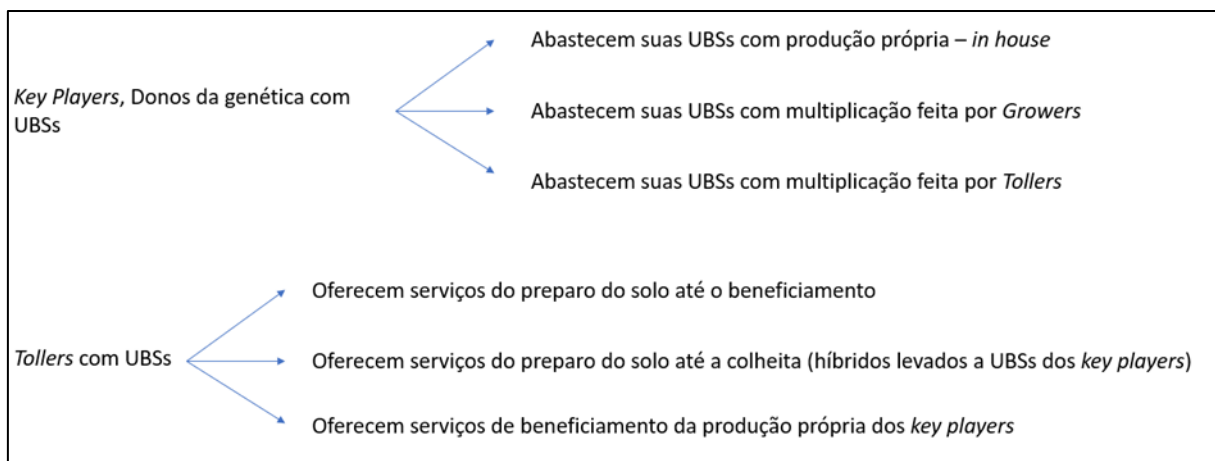 Abastecem suas UBSs com produção própria – in house
Key Players, Donos da genética com
UBSs
Abastecem suas UBSs com multiplicação feita por Growers
Abastecem suas UBSs com multiplicação feita por Tollers
Oferecem serviços do preparo do solo até o beneficiamento
Tollers com UBSs
Oferecem serviços do preparo do solo até a colheita (híbridos levados a UBSs dos key players)
Oferecem serviços de beneficiamento da produção própria dos key players